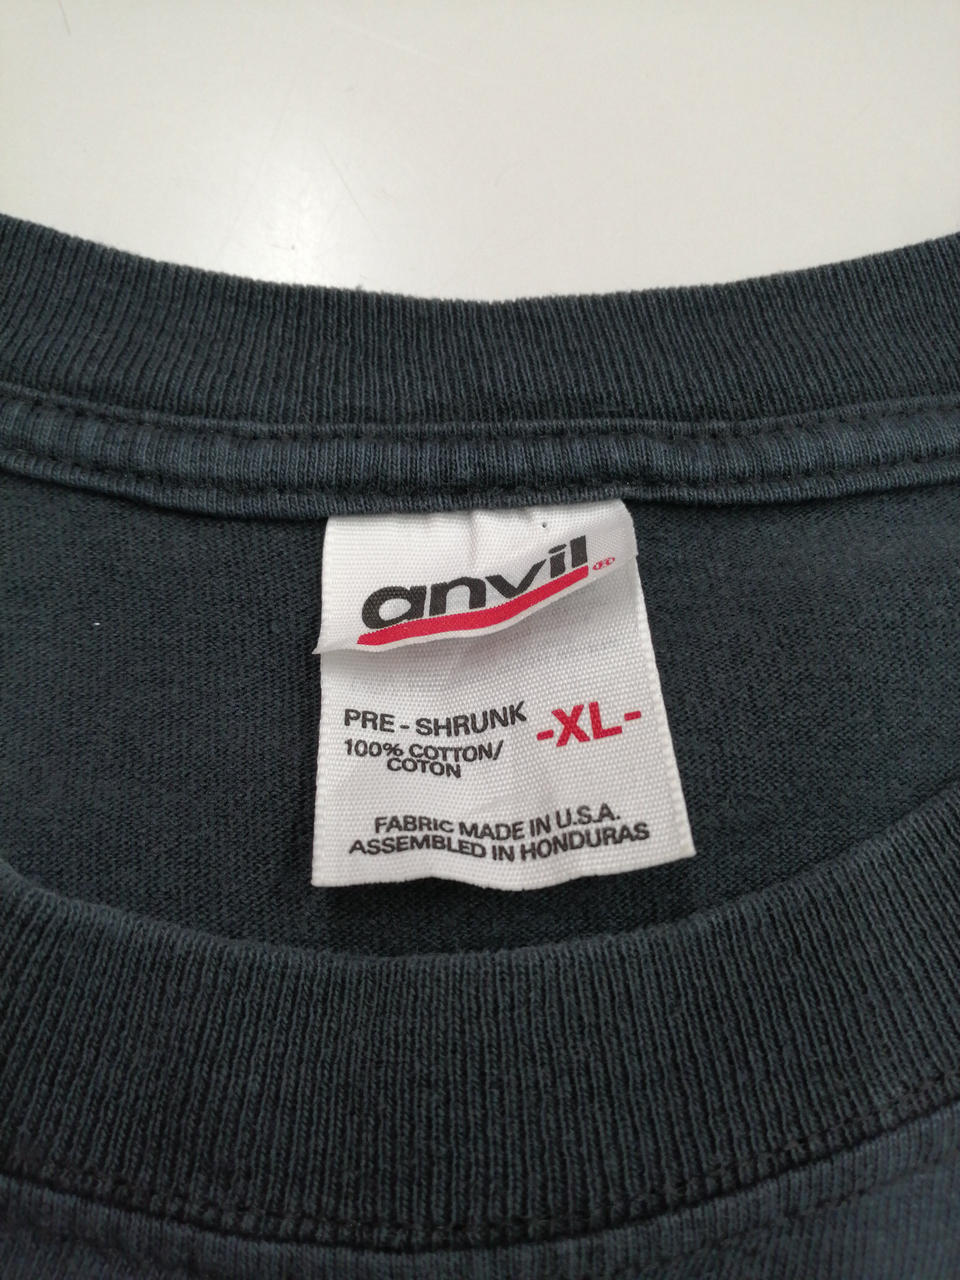 anvil®
PRE-SHRUNK
-XL-
100% COTTON/
COTON
FABRIC MADE IN U.S.A.
ASSEMBLED IN HONDURAS